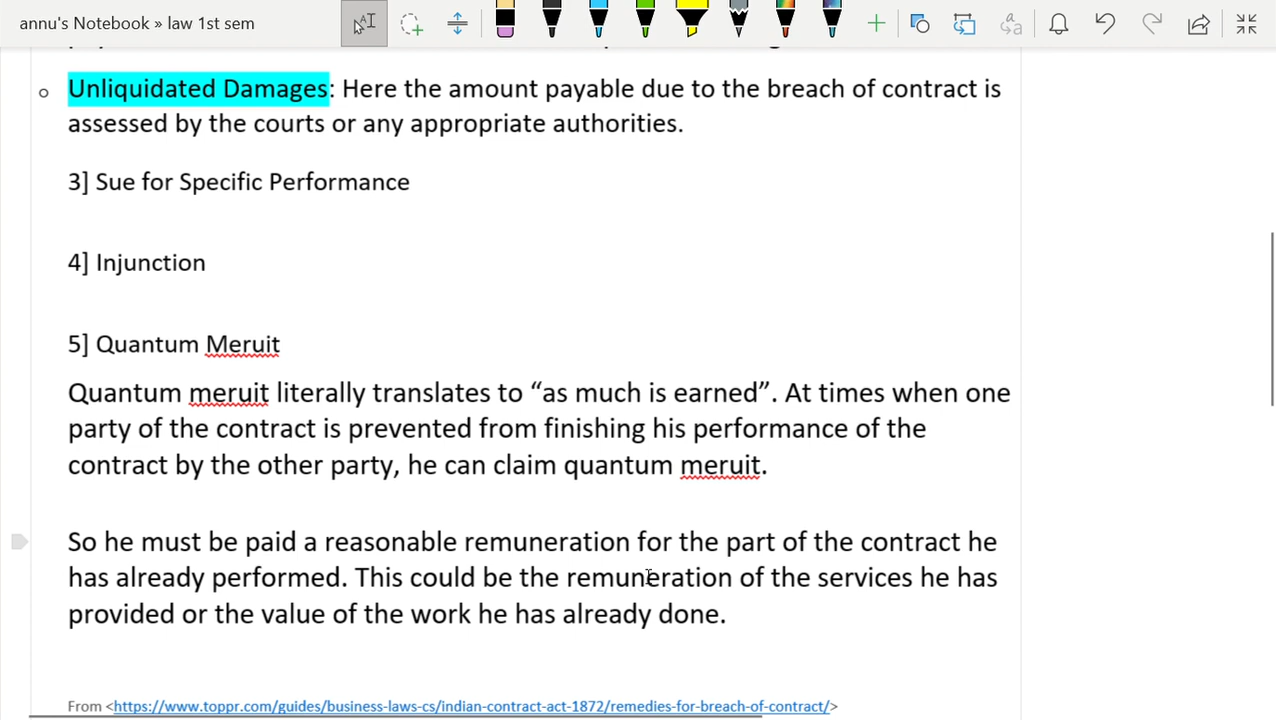 annu's Notebook » law 1st sem
Unliquidated Damages: Here the amount payable due to the breach of contract is
assessed by the courts or any appropriate authorities.
3] Sue for Specific Performance
4] Injunction
5] Quantum Meruit
Quantum meruit literally translates to “as much is earned”. At times when one
party of the contract is prevented from finishing his performance of the
contract by the other party, he can claim quantum meruit.
So he must be paid a reasonable remuneration for the part of the contract he
has already performed. This could be the remuneration of the services he has
provided or the value of the work he has already done.
From <https://www.toppr.com/guides/business-laws-cs/indian-contract-act-1872/remedies-for-breach-of-contract/>